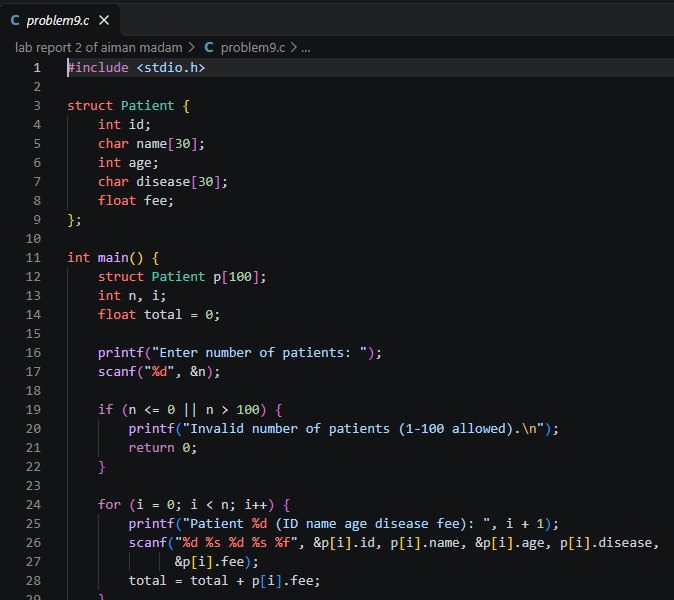 C problem9.c ×
lab report 2 of aiman madam > C problem9.c > ...
1 #include <stdio.h>
2
3 struct Patient {
4     int id;
5     char name[30];
6     int age;
7     char disease[30];
8     float fee;
9 };
10
11 int main() {
12     struct Patient p[100];
13     int n, i;
14     float total = 0;
15
16     printf("Enter number of patients: ");
17     scanf("%d", &n);
18
19     if (n <= 0 || n > 100) {
20         printf("Invalid number of patients (1-100 allowed).\n");
21         return 0;
22     }
23
24     for (i = 0; i < n; i++) {
25         printf("Patient %d (ID name age disease fee): ", i + 1);
26         scanf("%d %s %d %s %f", &p[i].id, p[i].name, &p[i].age, p[i].disease,
27               &p[i].fee);
28         total = total + p[i].fee;
29     }